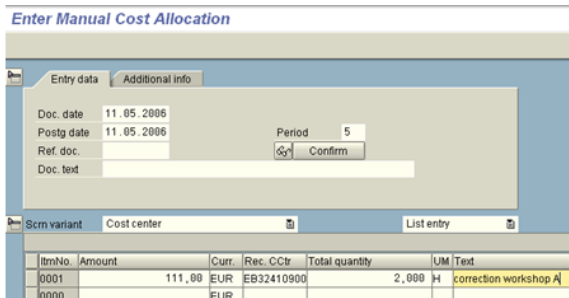 Enter Manual Cost Allocation
Entry data Additional info
Doc. date 11.05.2006
Postg date 11.05.2006 Period 5
Ref. doc. Confirm
Doc. text
Scrn variant Cost center List entry
ItmNo. Amount Curr. Rec. CCtr Total quantity UM Text
0001 111,00 EUR EB32410900 2,000 H correction workshop A
0000 EUR